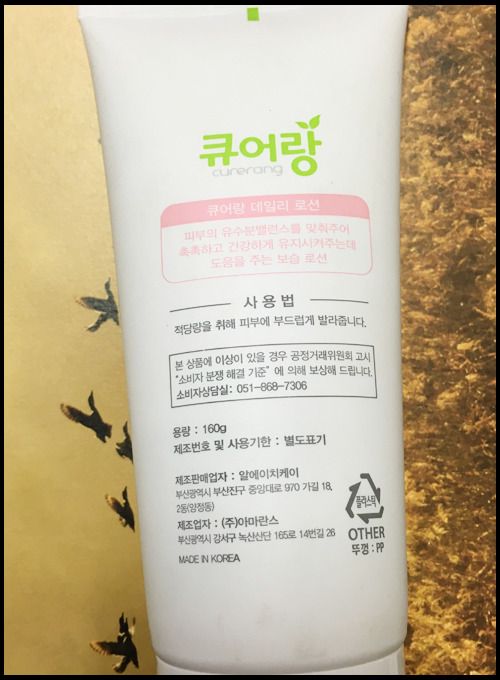 큐어랑
curerang
큐어랑 데일리 로션
피부의 유수분밸런스를 맞춰주어
촉촉하고 건강하게 유지시켜주는데
도음을 주는 보습 로션
사용법
적당량을 취해 피부에 부드럽게 발라줍니다.
본 상품에 이상이 있을 경우 공정거래위원회 고시
"소비자 분쟁 해결 기준" 에 의해 보상해 드립니다.
소비자상담실: 051-868-7306
용량 : 160g
제조번호 및 사용기한 : 별도표기
제조판매업자 : 알에이치케이
부산광역시 부산진구 중앙대로 970 가길 18,
2동(양정동)
제조업자 : (주)아마란스
부산광역시 강서구 녹산산단 165로 14번길 26
MADE IN KOREA
플라스틱
OTHER
뚜껑 : PP